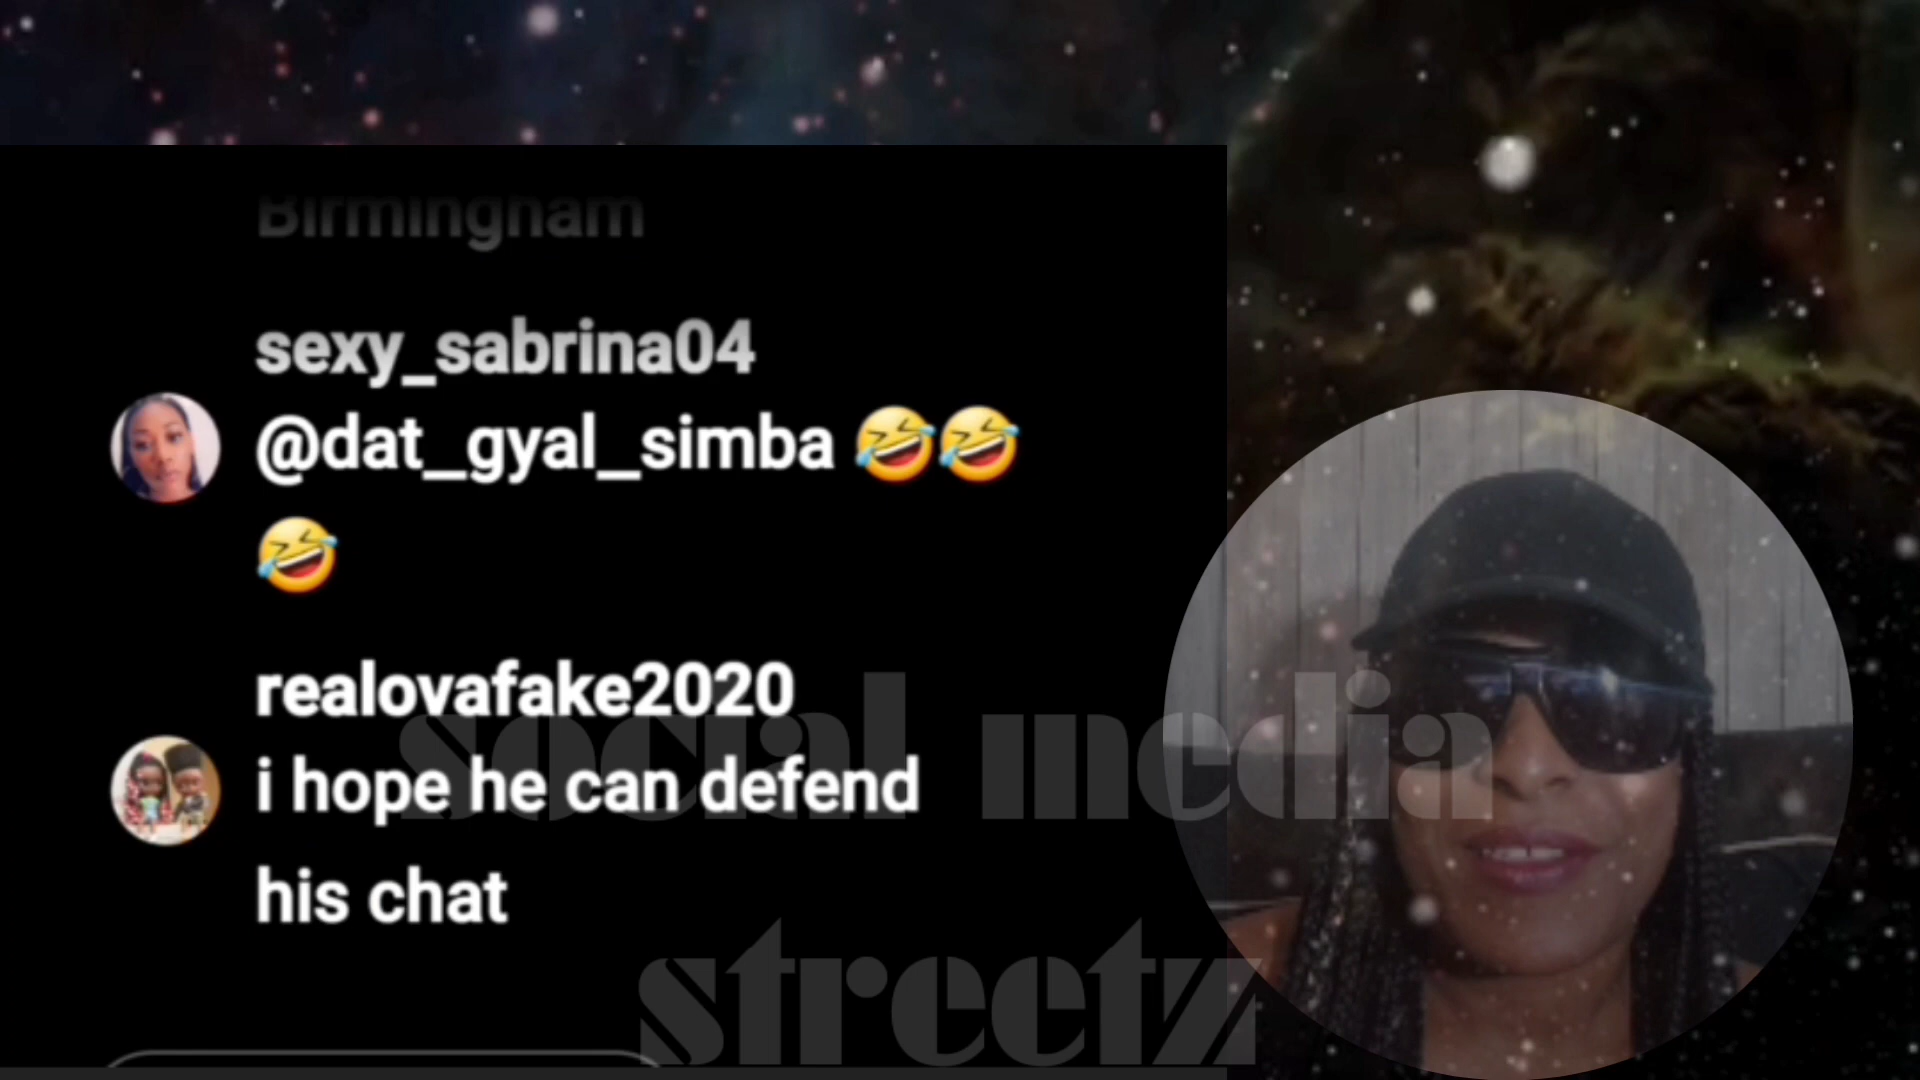 Birmingham
sexy_sabrina04
@dat_gyal_simba 🤣🤣
🤣
realovafake2020
i hope he can defend
his chat
social media
streetz